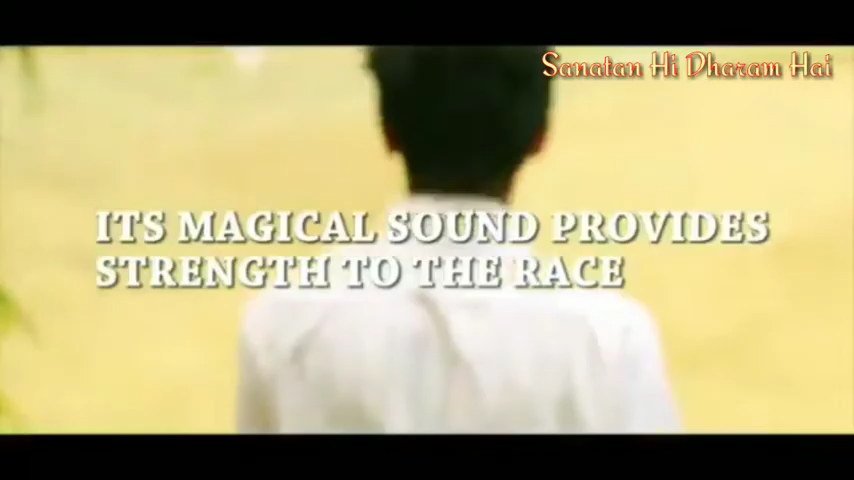 Sanatan Hi Dharam Hai
ITS MAGICAL SOUND PROVIDES
STRENGTH TO THE RACE